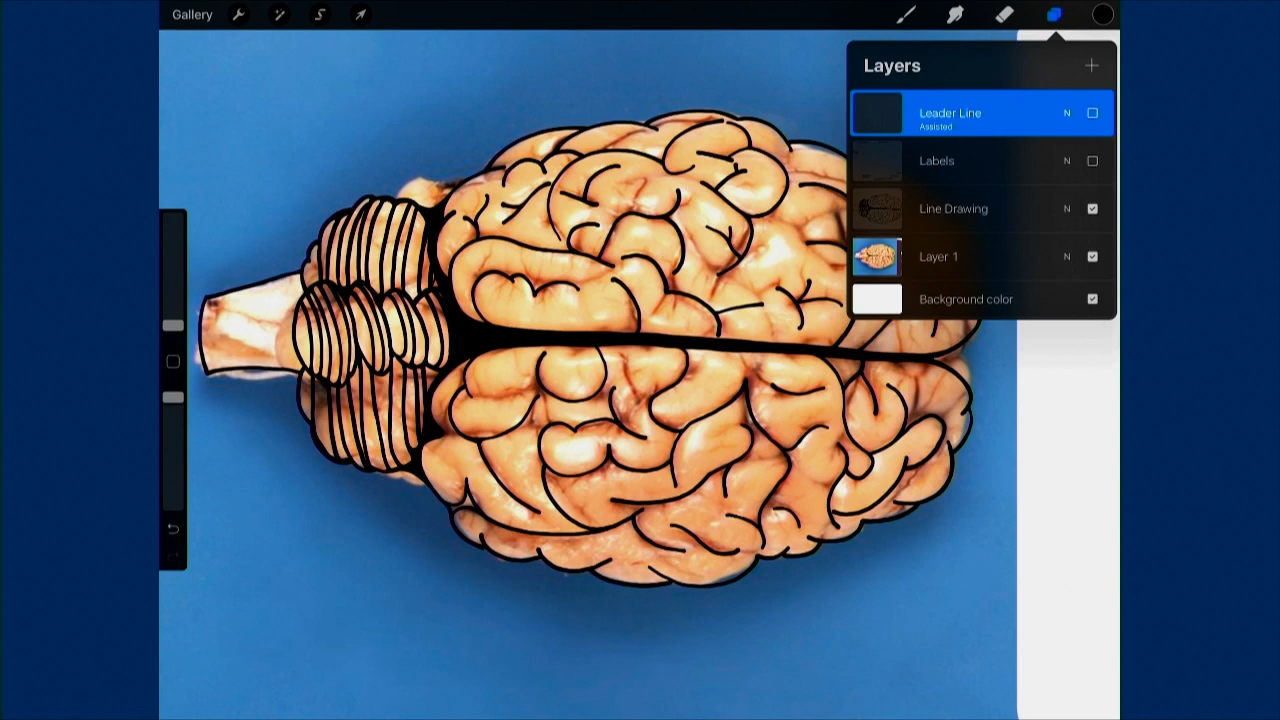 Gallery
Layers
Leader Line N
Assisted
Labels N
Line Drawing N
Layer 1 N
Background color